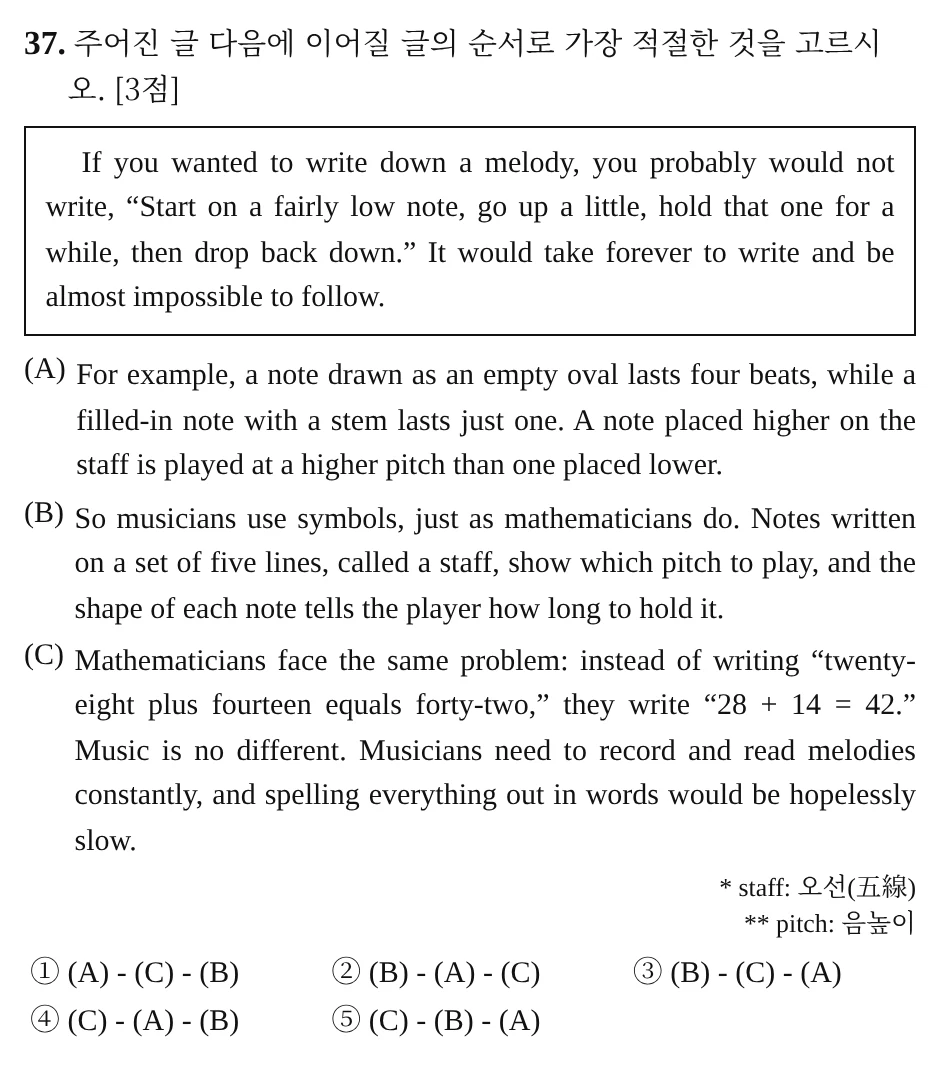 37. 주어진 글 다음에 이어질 글의 순서로 가장 적절한 것을 고르시
오. [3점]
If you wanted to write down a melody, you probably would not
write, “Start on a fairly low note, go up a little, hold that one for a
while, then drop back down.” It would take forever to write and be
almost impossible to follow.
(A) For example, a note drawn as an empty oval lasts four beats, while a
filled-in note with a stem lasts just one. A note placed higher on the
staff is played at a higher pitch than one placed lower.
(B) So musicians use symbols, just as mathematicians do. Notes written
on a set of five lines, called a staff, show which pitch to play, and the
shape of each note tells the player how long to hold it.
(C) Mathematicians face the same problem: instead of writing “twenty-
eight plus fourteen equals forty-two,” they write “28 + 14 = 42.”
Music is no different. Musicians need to record and read melodies
constantly, and spelling everything out in words would be hopelessly
slow.
* staff: 오선(五線)
** pitch: 음높이
① (A) - (C) - (B) ② (B) - (A) - (C) ③ (B) - (C) - (A)
④ (C) - (A) - (B) ⑤ (C) - (B) - (A)